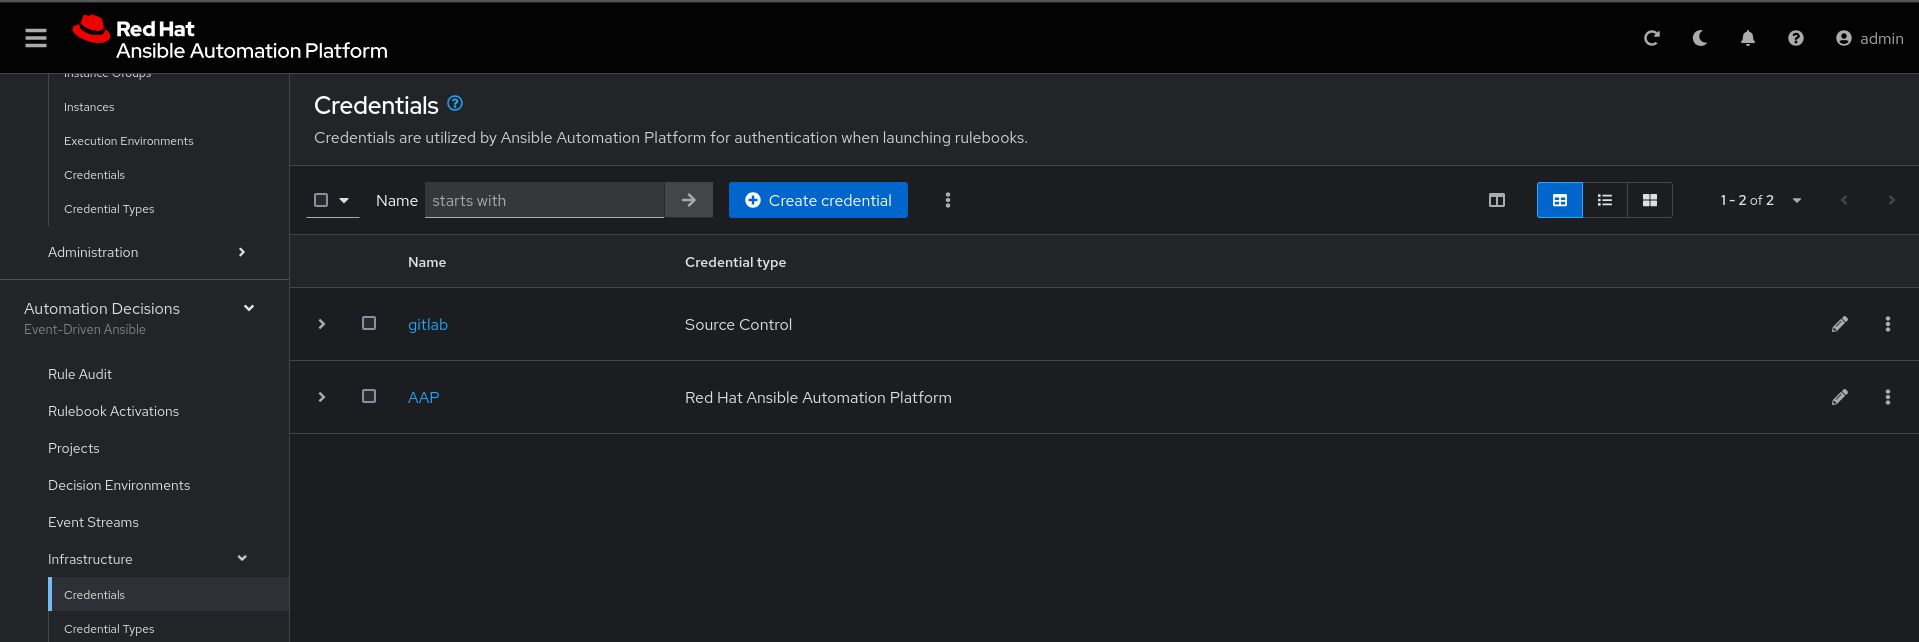 Red Hat
Ansible Automation Platform
admin
Instance Groups
Instances
Execution Environments
Credentials
Credential Types
Administration
Automation Decisions
Event-Driven Ansible
Rule Audit
Rulebook Activations
Projects
Decision Environments
Event Streams
Infrastructure
Credentials
Credential Types
Credentials
Credentials are utilized by Ansible Automation Platform for authentication when launching rulebooks.
Name starts with Create credential 1 - 2 of 2
Name Credential type
gitlab Source Control
AAP Red Hat Ansible Automation Platform